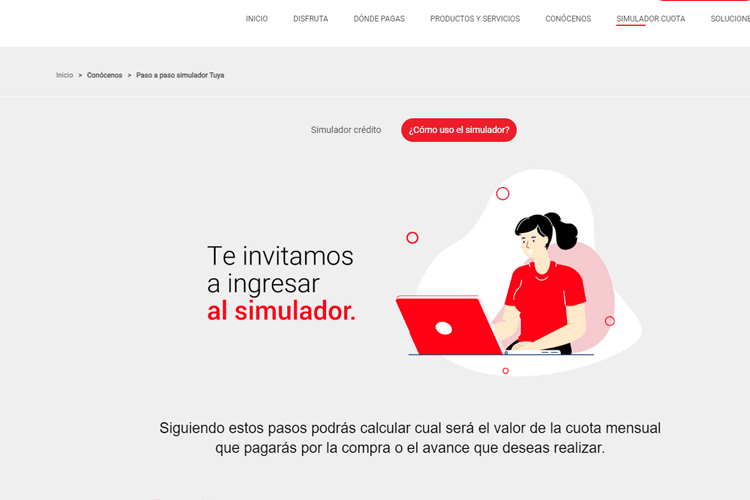 INICIO DISFRUTA DÓNDE PAGAS PRODUCTOS Y SERVICIOS CONÓCENOS SIMULADOR CUOTA SOLUCIONE
Inicio > Conócenos > Paso a paso simulador Tuya
Simulador crédito ¿Cómo uso el simulador?
Te invitamos
a ingresar
al simulador.
Siguiendo estos pasos podrás calcular cual será el valor de la cuota mensual
que pagarás por la compra o el avance que deseas realizar.